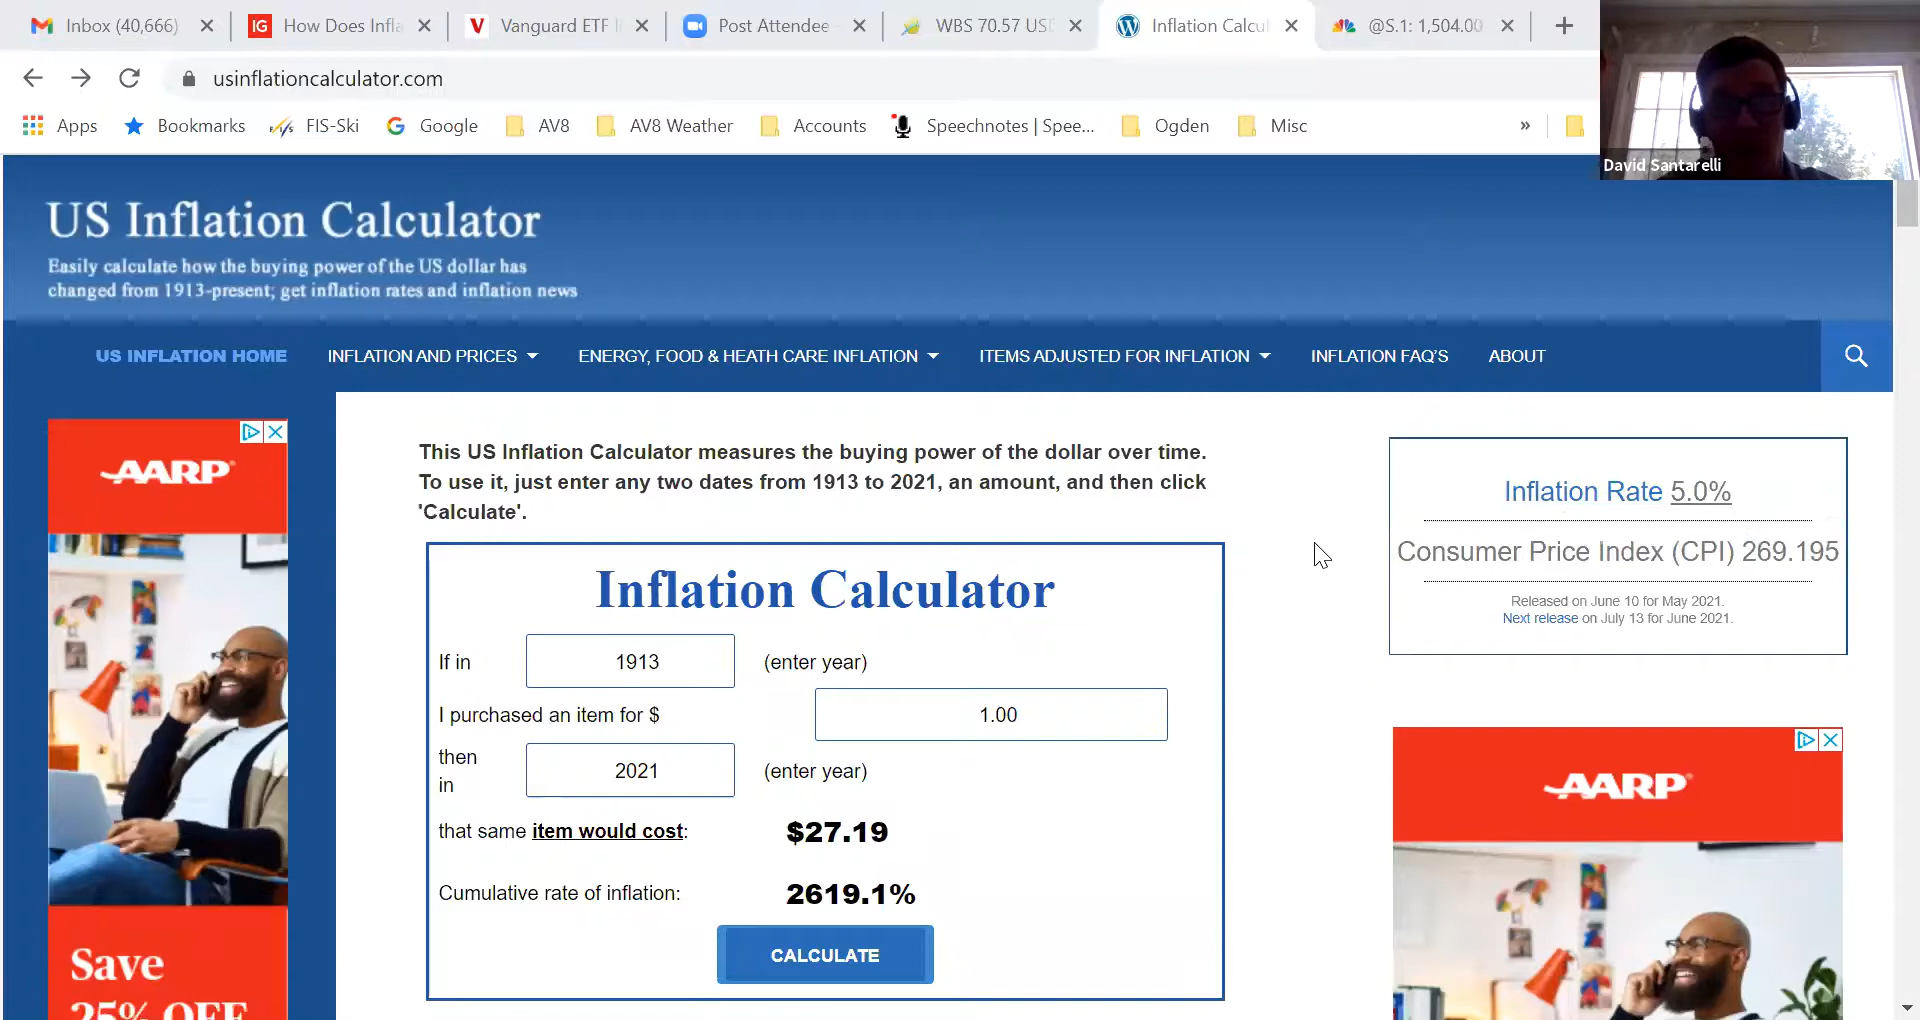 Inbox (40,666)
How Does Infla
Vanguard ETF
Post Attendee -
WBS 70.57 USD
Inflation Calcul
@S.1: 1,504.00
usinflationcalculator.com
Apps
Bookmarks
FIS-Ski
Google
AV8
AV8 Weather
Accounts
Speechnotes | Spee...
Ogden
Misc
»
David Santarelli
US Inflation Calculator
Easily calculate how the buying power of the US dollar has
changed from 1913-present; get inflation rates and inflation news
US INFLATION HOME
INFLATION AND PRICES
ENERGY, FOOD & HEATH CARE INFLATION
ITEMS ADJUSTED FOR INFLATION
INFLATION FAQ'S
ABOUT
AARP
Save
25% OFF
This US Inflation Calculator measures the buying power of the dollar over time.
To use it, just enter any two dates from 1913 to 2021, an amount, and then click
'Calculate'.
Inflation Calculator
If in 1913 (enter year)
I purchased an item for $ 1.00
then
in 2021 (enter year)
that same item would cost: $27.19
Cumulative rate of inflation: 2619.1%
CALCULATE
Inflation Rate 5.0%
Consumer Price Index (CPI) 269.195
Released on June 10 for May 2021.
Next release on July 13 for June 2021.
AARP